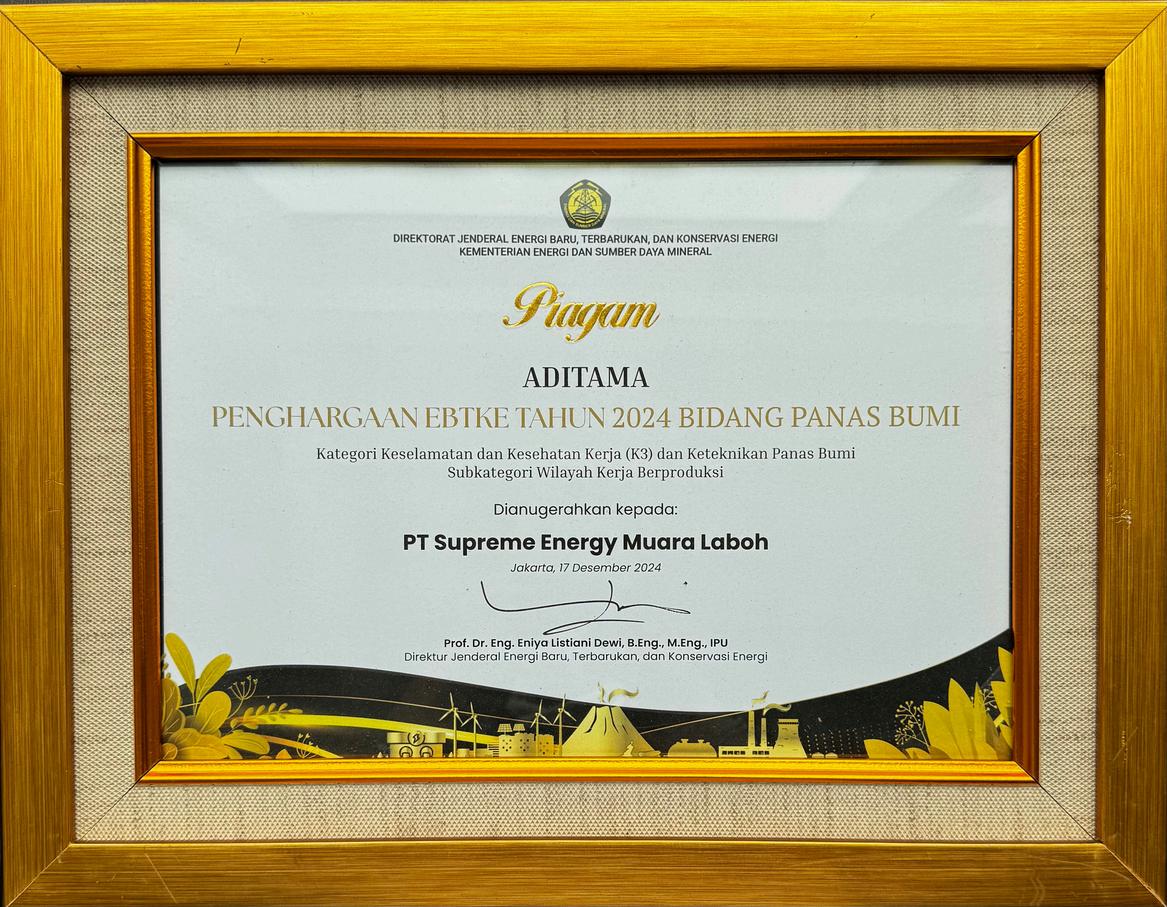 DIREKTORAT JENDERAL ENERGI BARU, TERBARUKAN, DAN KONSERVASI ENERGI
KEMENTERIAN ENERGI DAN SUMBER DAYA MINERAL
Piagam
ADITAMA
PENGHARGAAN EBTKE TAHUN 2024 BIDANG PANAS BUMI
Kategori Keselamatan dan Kesehatan Kerja (K3) dan Keteknikan Panas Bumi
Subkategori Wilayah Kerja Berproduksi
Dianugerahkan kepada:
PT Supreme Energy Muara Laboh
Jakarta, 17 Desember 2024
Prof. Dr. Eng. Eniya Listiani Dewi, B.Eng., M.Eng., IPU
Direktur Jenderal Energi Baru, Terbarukan, dan Konservasi Energi